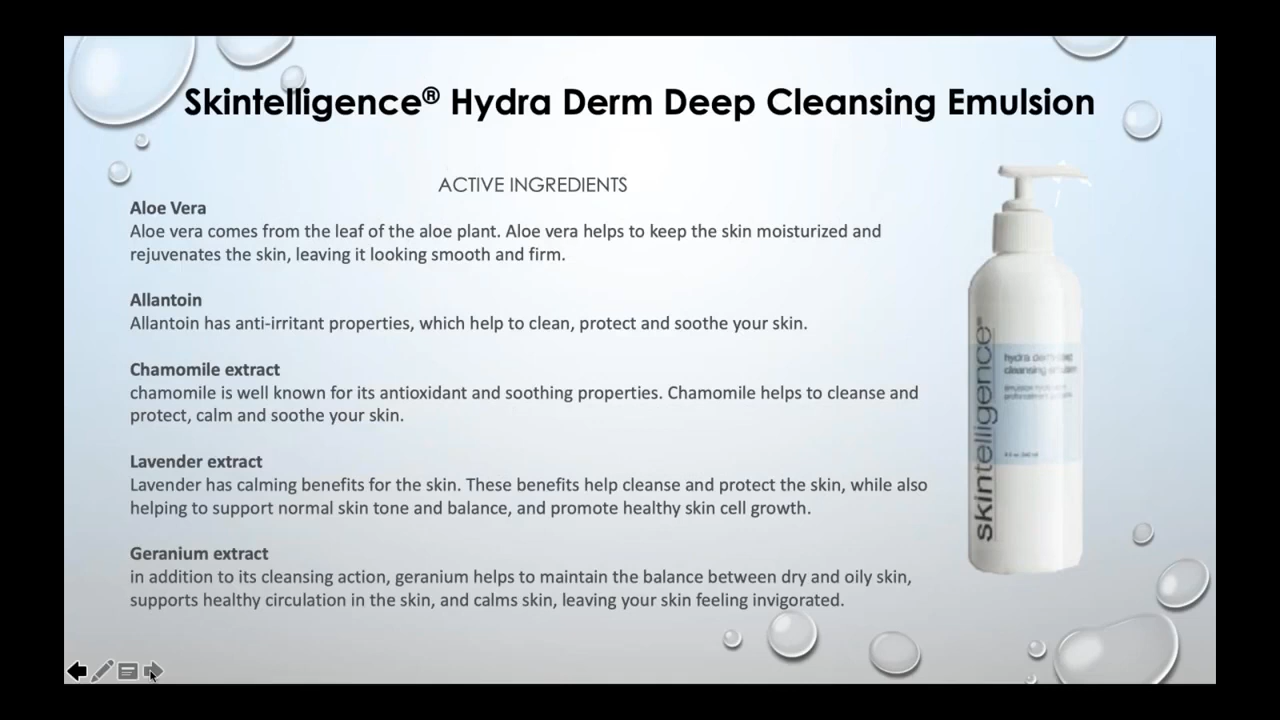 Skintelligence® Hydra Derm Deep Cleansing Emulsion
ACTIVE INGREDIENTS
Aloe Vera
Aloe vera comes from the leaf of the aloe plant. Aloe vera helps to keep the skin moisturized and
rejuvenates the skin, leaving it looking smooth and firm.
Allantoin
Allantoin has anti-irritant properties, which help to clean, protect and soothe your skin.
Chamomile extract
chamomile is well known for its antioxidant and soothing properties. Chamomile helps to cleanse and
protect, calm and soothe your skin.
Lavender extract
Lavender has calming benefits for the skin. These benefits help cleanse and protect the skin, while also
helping to support normal skin tone and balance, and promote healthy skin cell growth.
Geranium extract
in addition to its cleansing action, geranium helps to maintain the balance between dry and oily skin,
supports healthy circulation in the skin, and calms skin, leaving your skin feeling invigorated.
skintelligence®
hydra derm deep
cleansing emulsion